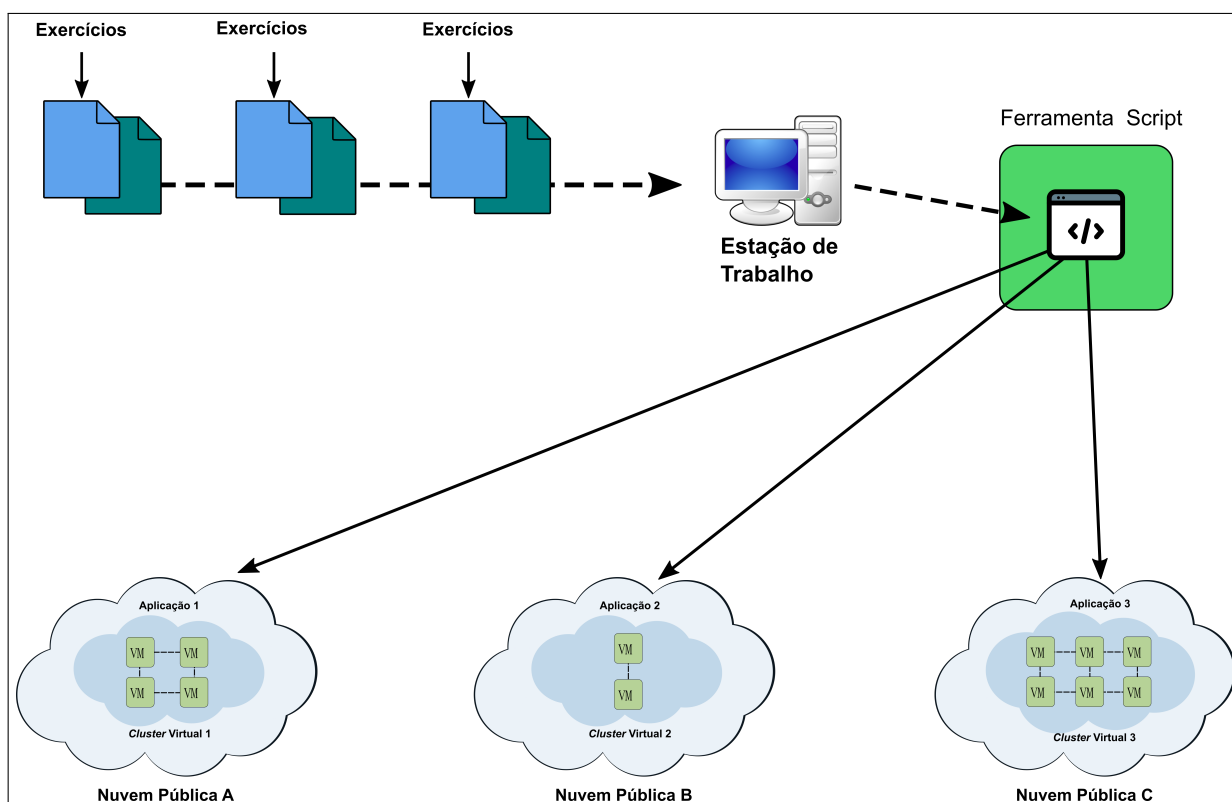 Exercícios
Exercícios
Exercícios
Ferramenta Script
</>
Estação de
Trabalho
Aplicação 1
VM
VM
VM
VM
Cluster Virtual 1
Nuvem Pública A
Aplicação 2
VM
VM
Cluster Virtual 2
Nuvem Pública B
Aplicação 3
VM
VM
VM
VM
VM
VM
Cluster Virtual 3
Nuvem Pública C